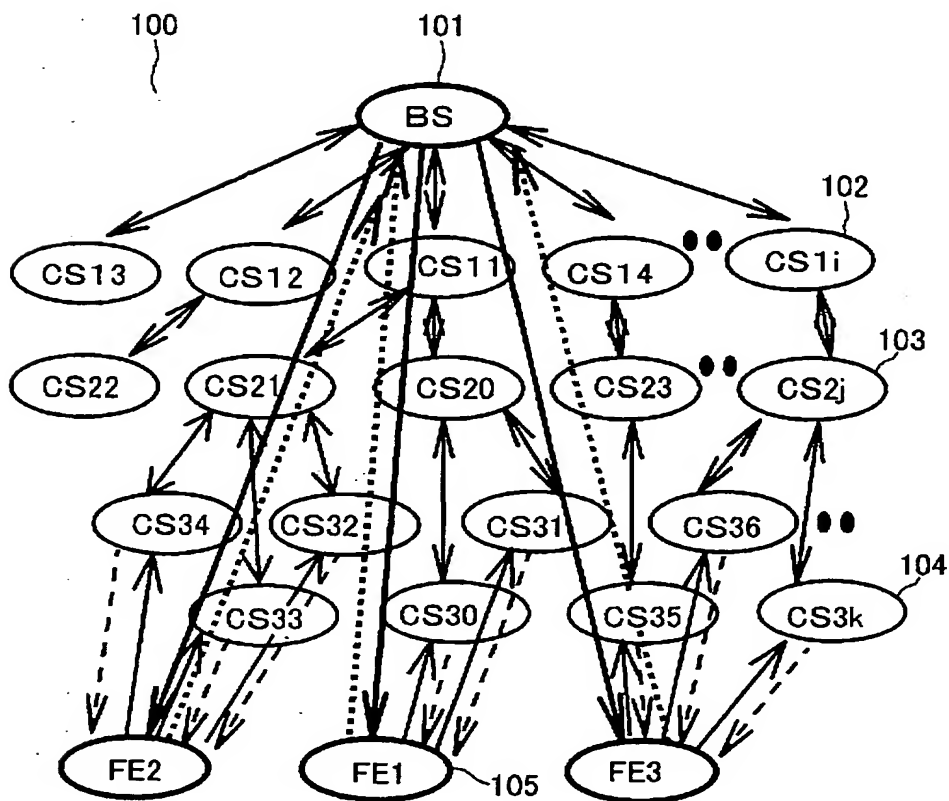 100
101
BS
102
CS13
CS12
CS11
CS14
CS1i
103
CS22
CS21
CS20
CS23
CS2j
CS34
CS32
CS31
CS36
104
CS33
CS30
CS35
CS3k
FE2
FE1
105
FE3